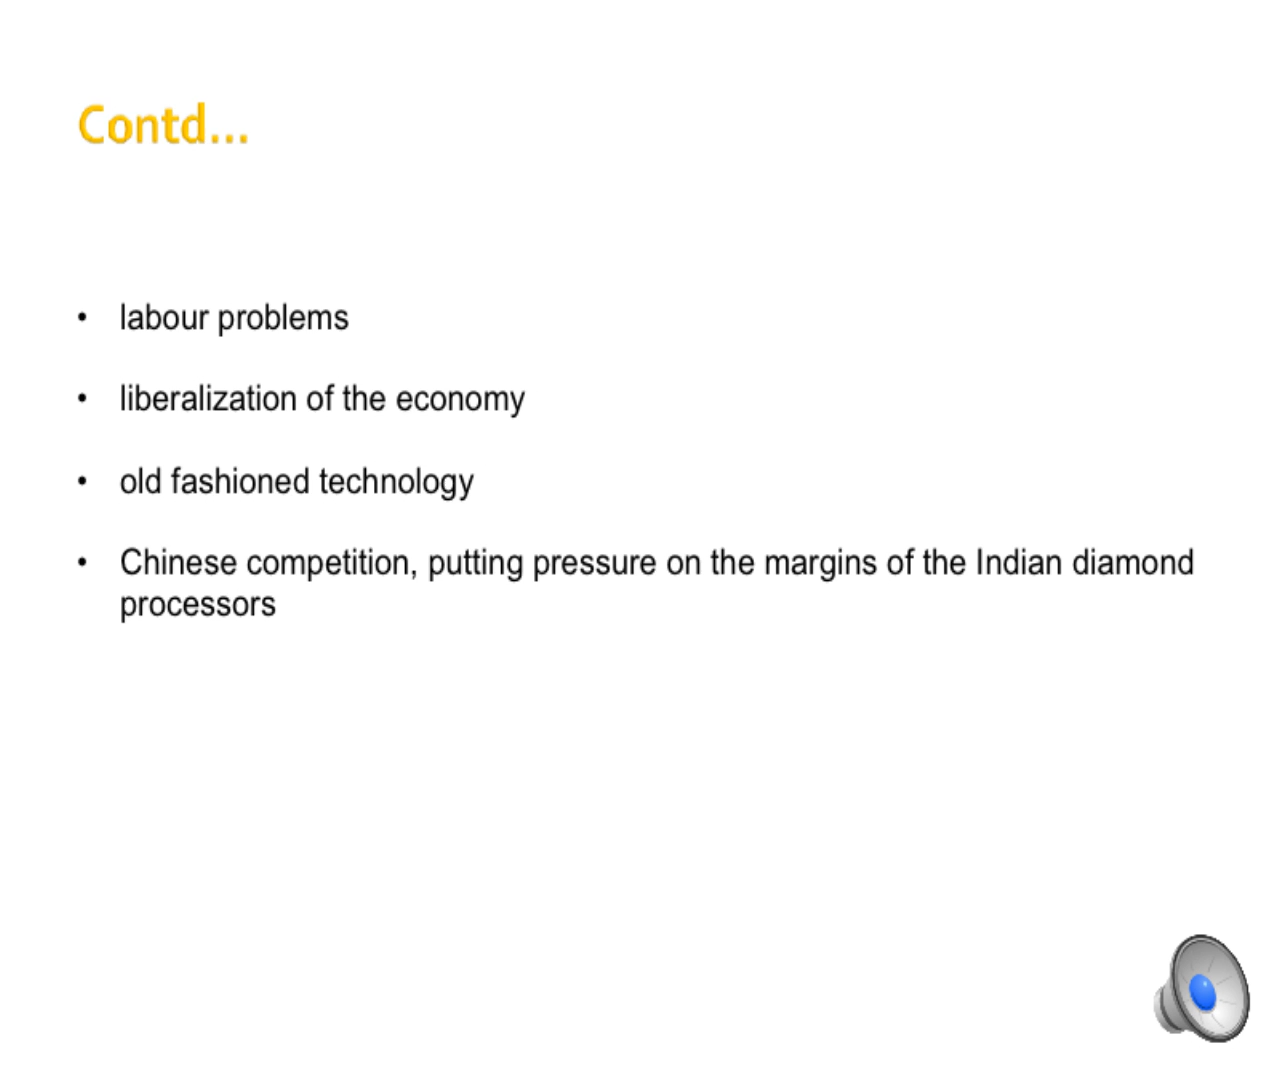 Contd...
• labour problems
• liberalization of the economy
• old fashioned technology
• Chinese competition, putting pressure on the margins of the Indian diamond
processors